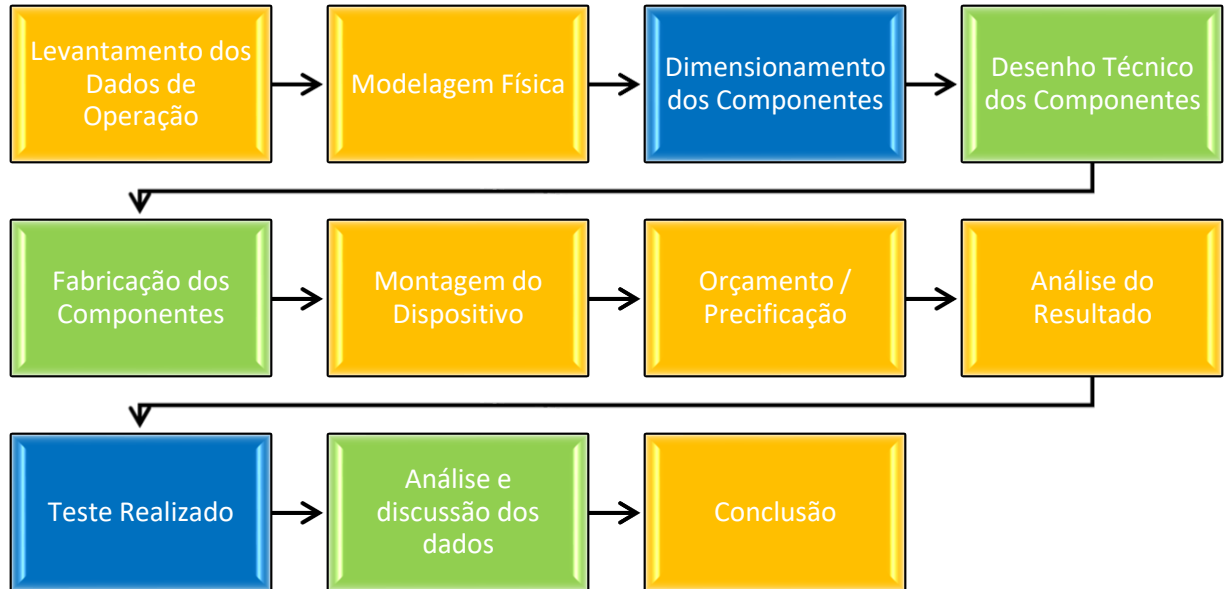 Levantamento dos
Dados de
Operação
Modelagem Física
Dimensionamento
dos Componentes
Desenho Técnico
dos Componentes
Fabricação dos
Componentes
Montagem do
Dispositivo
Orçamento /
Precificação
Análise do
Resultado
Teste Realizado
Análise e
discussão dos
dados
Conclusão